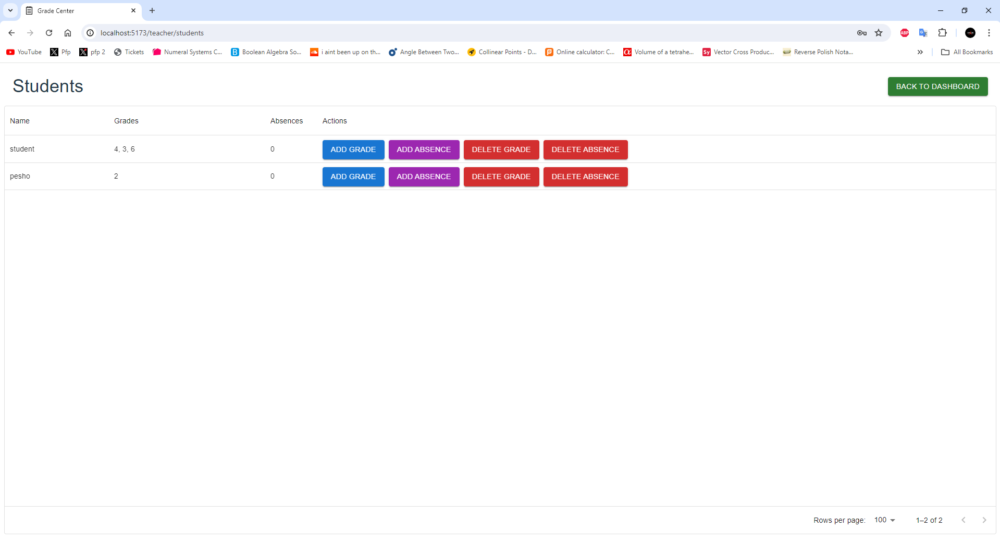 Grade Center
localhost:5173/teacher/students
ABP
YouTube Pfp pfp 2 Tickets Numeral Systems C... Boolean Algebra So... i aint been up on th... Angle Between Two... Collinear Points - D... Online calculator: C... Volume of a tetrahe... Sy Vector Cross Produc... Reverse Polish Nota... All Bookmarks
Students BACK TO DASHBOARD
Name Grades Absences Actions
student 4, 3, 6 0 ADD GRADE ADD ABSENCE DELETE GRADE DELETE ABSENCE
pesho 2 0 ADD GRADE ADD ABSENCE DELETE GRADE DELETE ABSENCE
Rows per page: 100 1–2 of 2